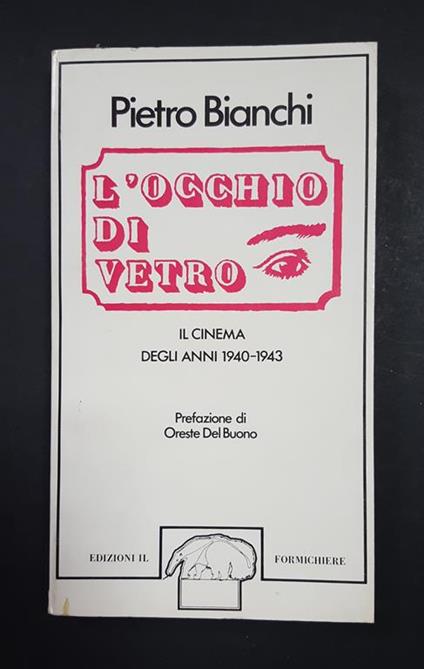 Pietro Bianchi
L'OCCHIO
DI
VETRO
IL CINEMA
DEGLI ANNI 1940-1943
Prefazione di
Oreste Del Buono
EDIZIONI IL FORMICHIERE